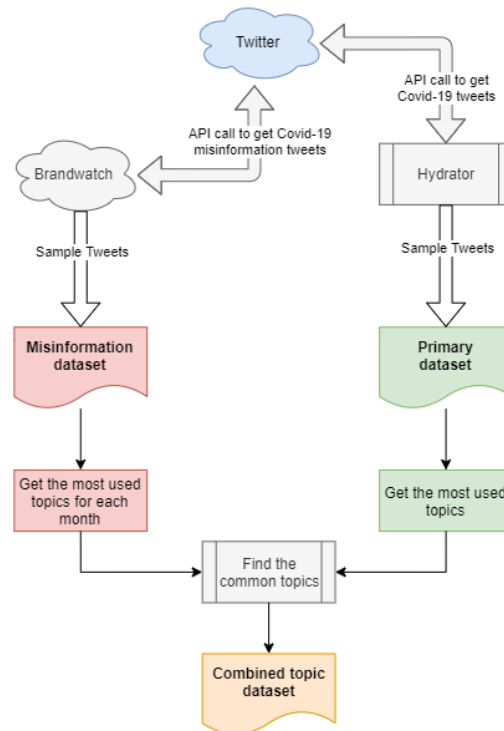 Twitter
API call to get
Covid-19 tweets
API call to get Covid-19
misinformation tweets
Brandwatch
Hydrator
Sample Tweets
Sample Tweets
Misinformation
dataset
Primary
dataset
Get the most used
topics for each
month
Get the most used
topics
Find the
common topics
Combined topic
dataset